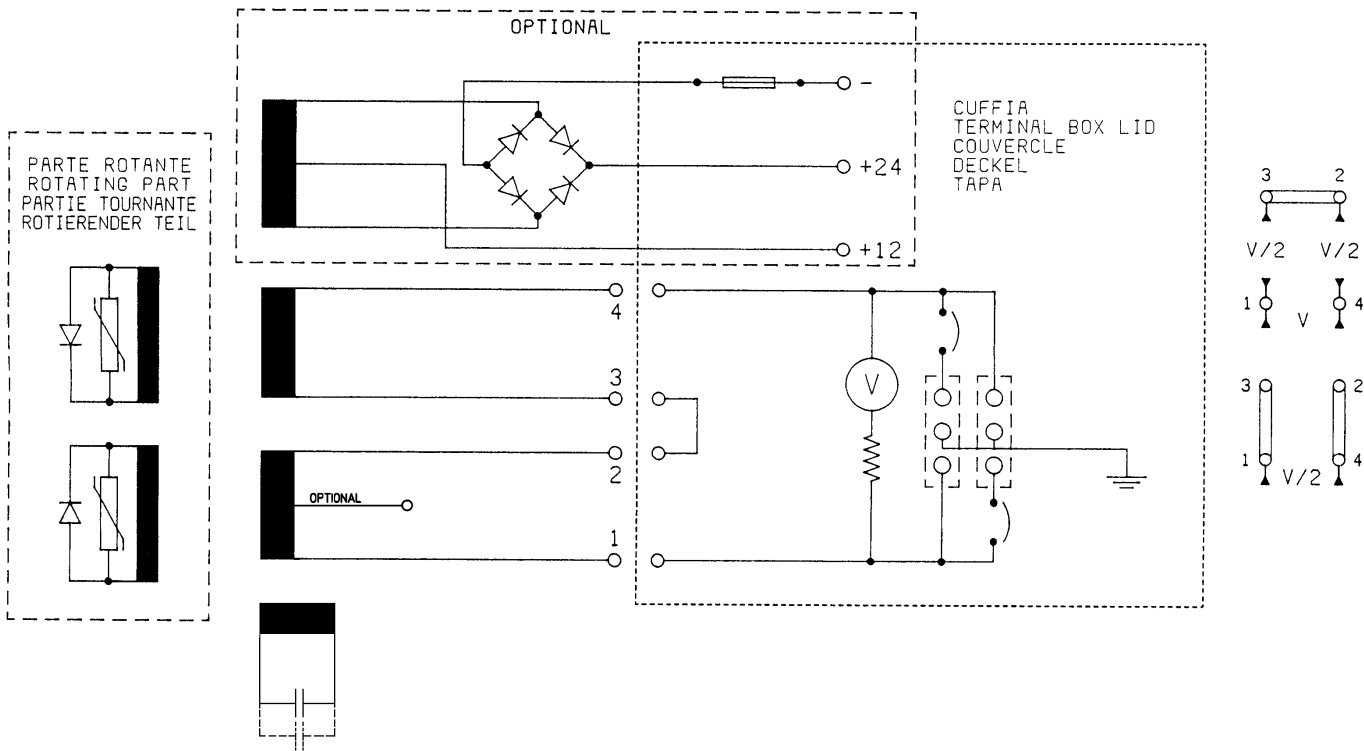 OPTIONAL
-
+24
+12
CUFFIA
TERMINAL BOX LID
COUVERCLE
DECKEL
TAPA
PARTE ROTANTE
ROTATING PART
PARTIE TOURNANTE
ROTIERENDER TEIL
4
3
2
OPTIONAL
1
V
3 2
V/2 V/2
1 V 4
3 2
1 V/2 4